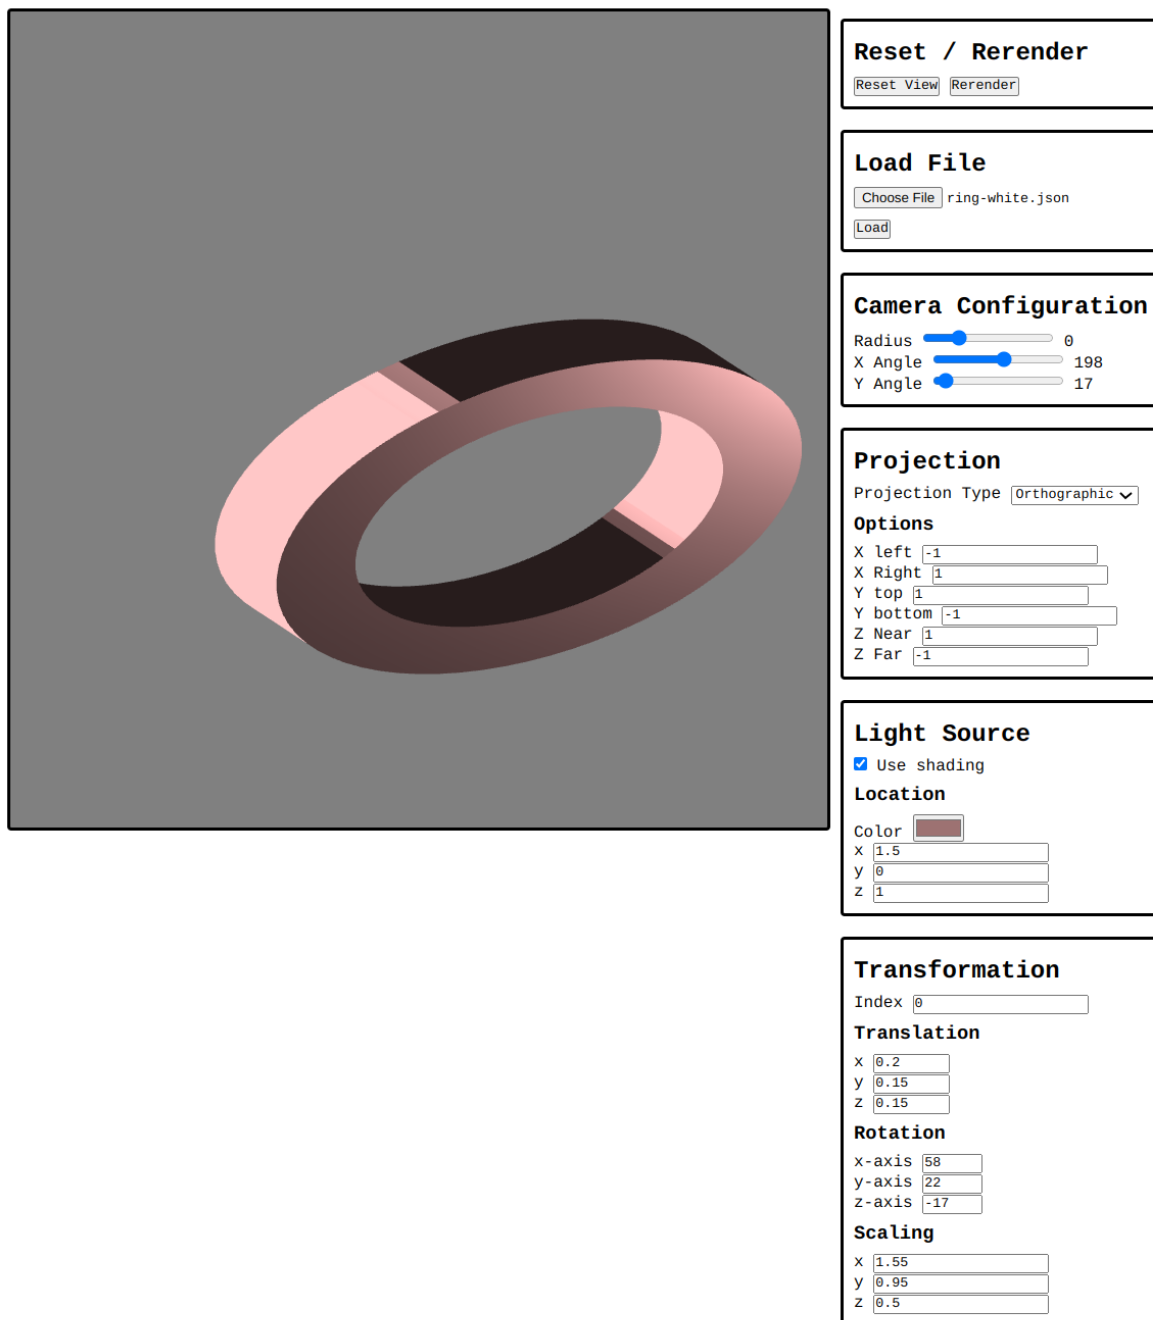 Reset / Rerender
Reset View Rerender
Load File
Choose File ring-white.json
Load
Camera Configuration
Radius 0
X Angle 198
Y Angle 17
Projection
Projection Type Orthographic
Options
X left -1
X Right 1
Y top 1
Y bottom -1
Z Near 1
Z Far -1
Light Source
Use shading
Location
Color
x 1.5
y 0
z 1
Transformation
Index 0
Translation
x 0.2
y 0.15
z 0.15
Rotation
x-axis 58
y-axis 22
z-axis -17
Scaling
x 1.55
y 0.95
z 0.5